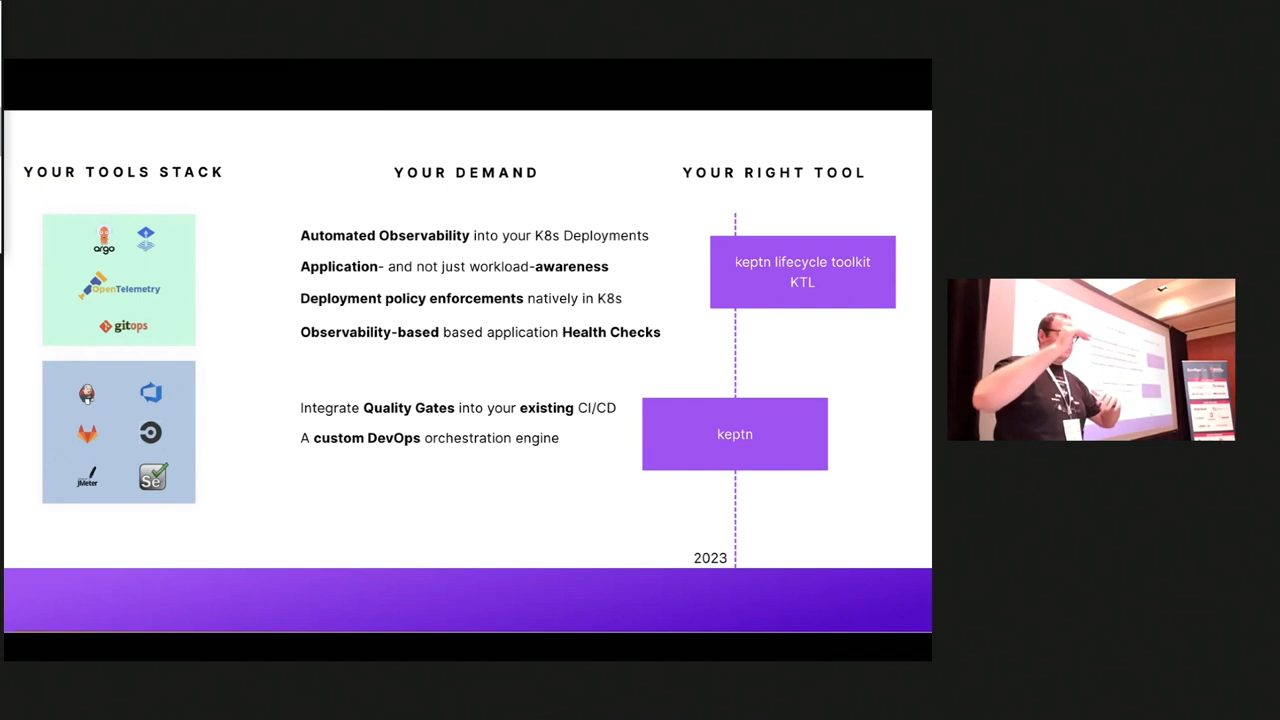 YOUR TOOLS STACK
YOUR DEMAND
YOUR RIGHT TOOL
argo
OpenTelemetry
gitops
JMeter
Se
Automated Observability into your K8s Deployments
Application- and not just workload-awareness
Deployment policy enforcements natively in K8s
Observability-based based application Health Checks
Integrate Quality Gates into your existing CI/CD
A custom DevOps orchestration engine
keptn lifecycle toolkit
KTL
keptn
2023